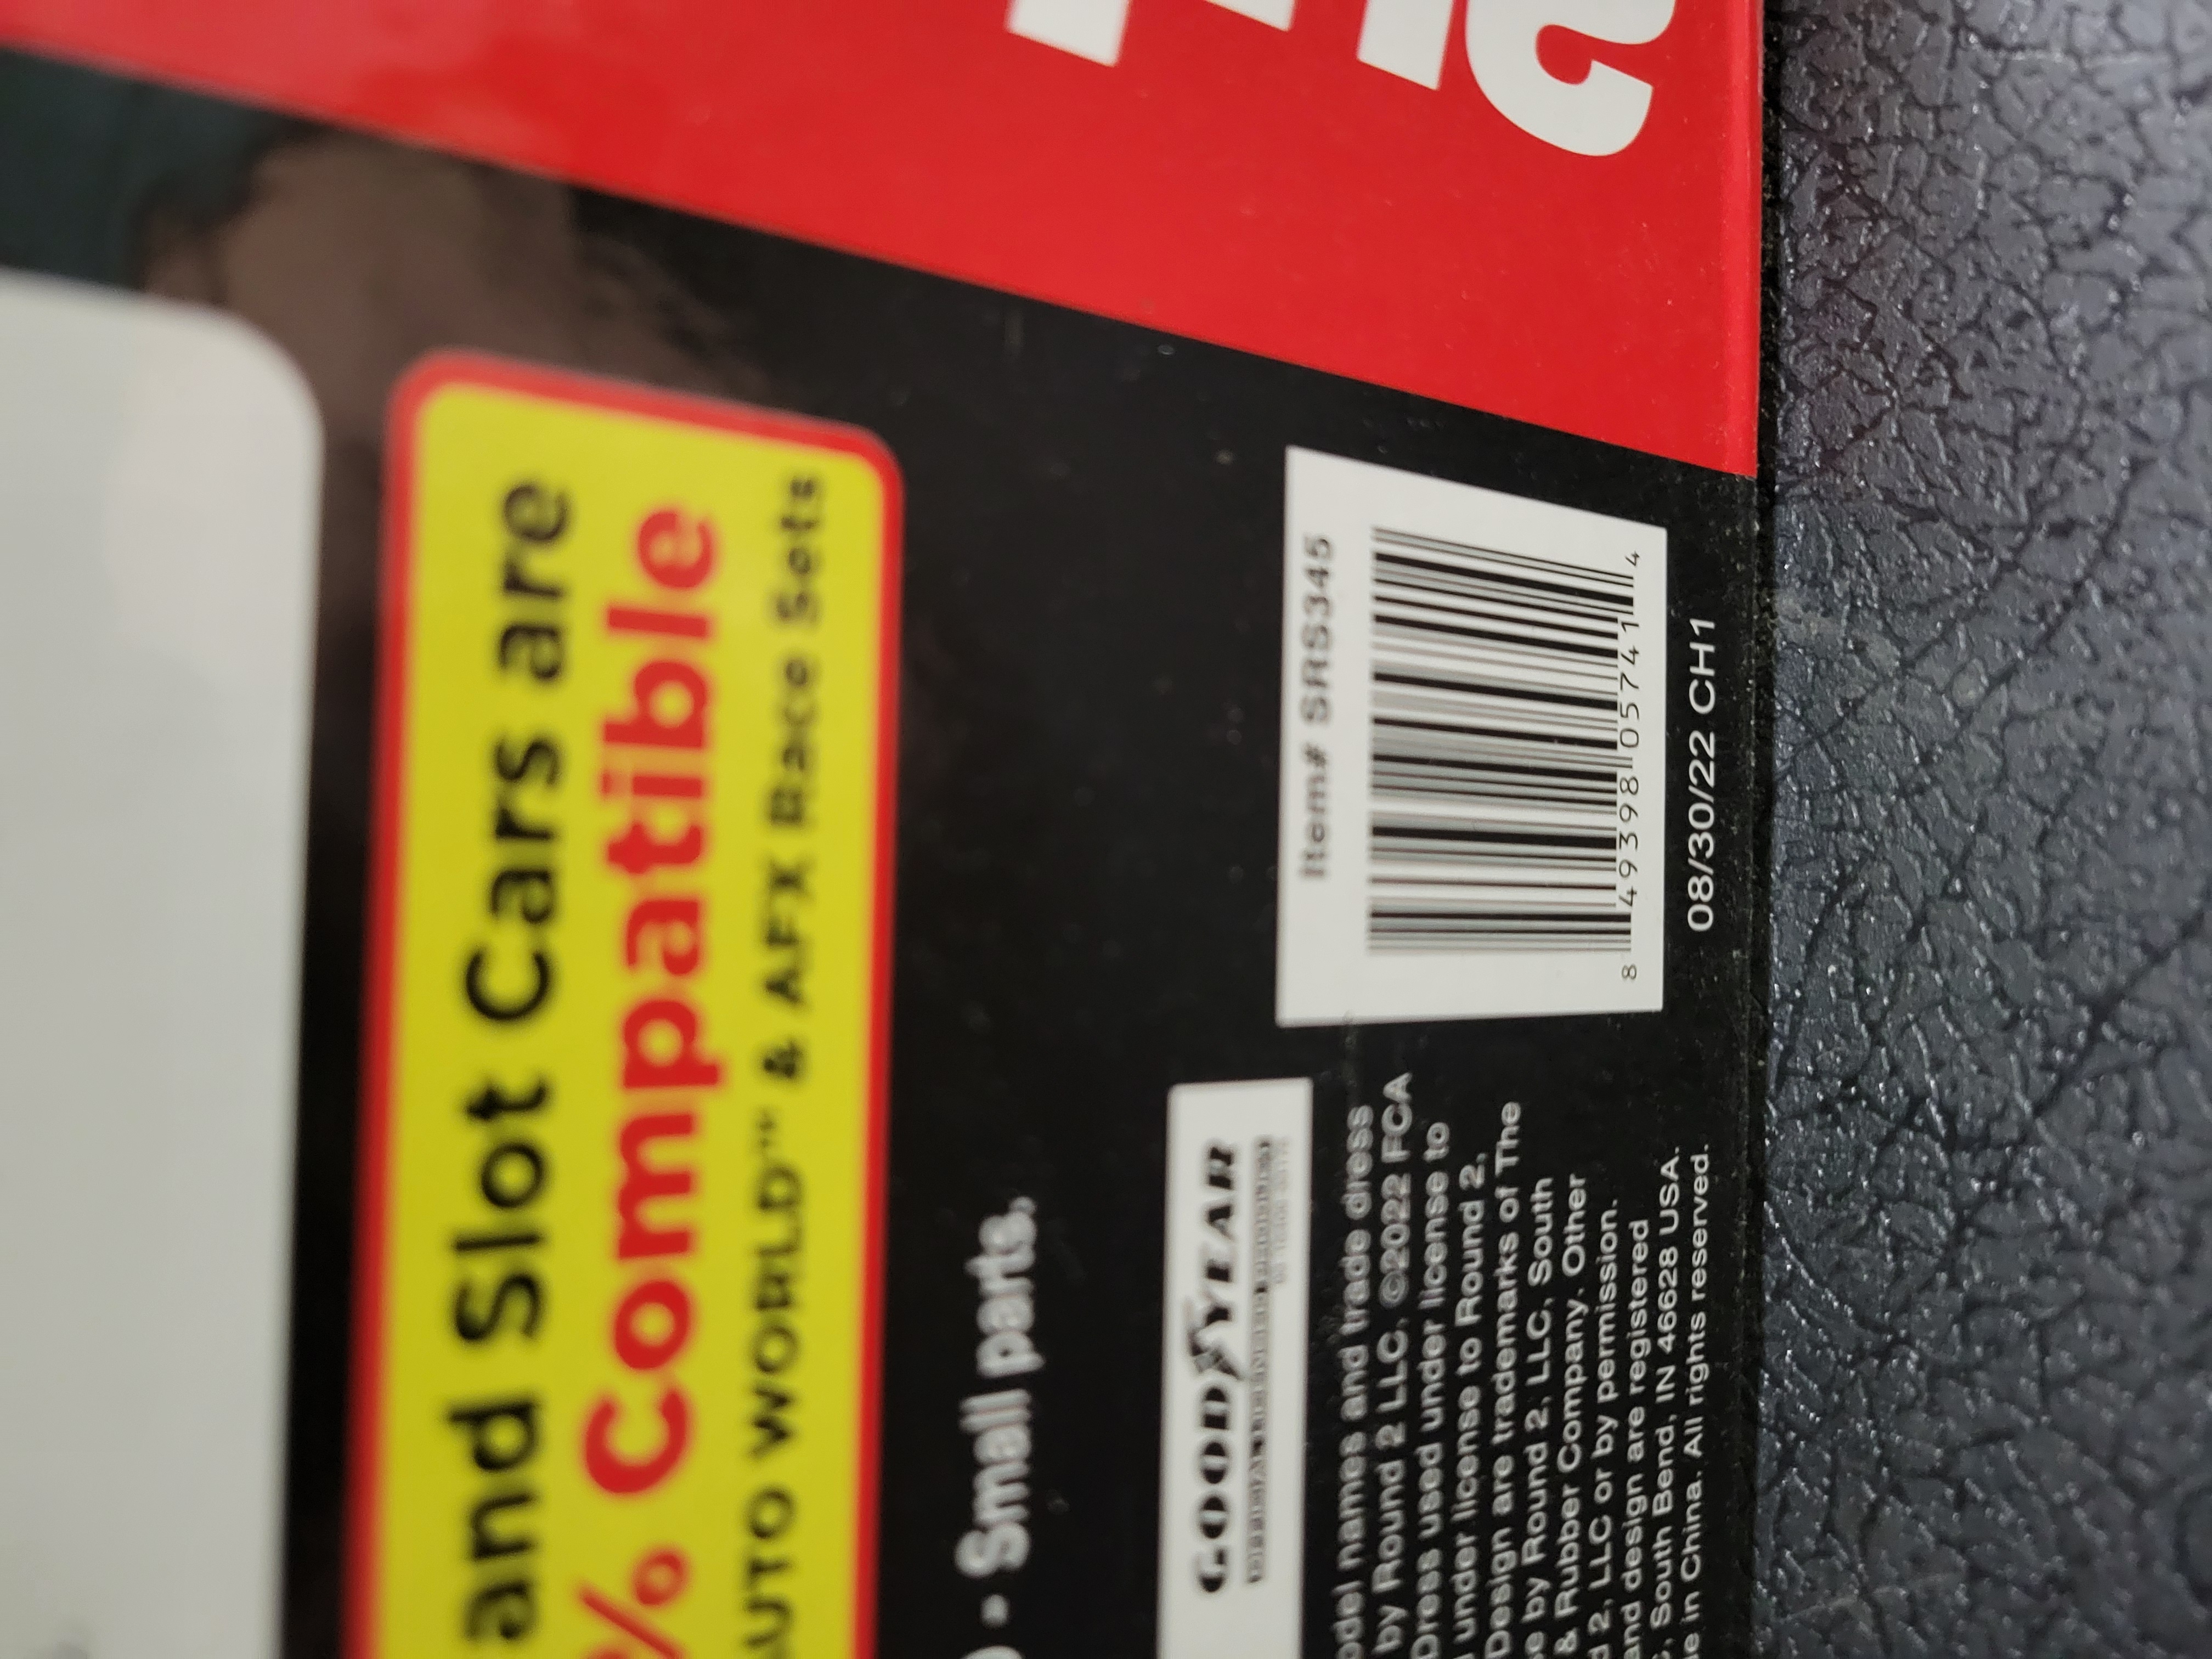 and Slot Cars are
% Compatible
AUTO WORLD™ & AFX Race Sets
- Small parts.
GOODYEAR
Item# SRS345
8 49398 05741 4
08/30/22 CH1
model names and trade dress
by Round 2 LLC. ©2022 FCA
Dress used under license to
under license to Round 2,
Design are trademarks of The
by Round 2, LLC, South
& Rubber Company. Other
2, LLC or by permission.
and design are registered
South Bend, IN 46628 USA.
in China. All rights reserved.